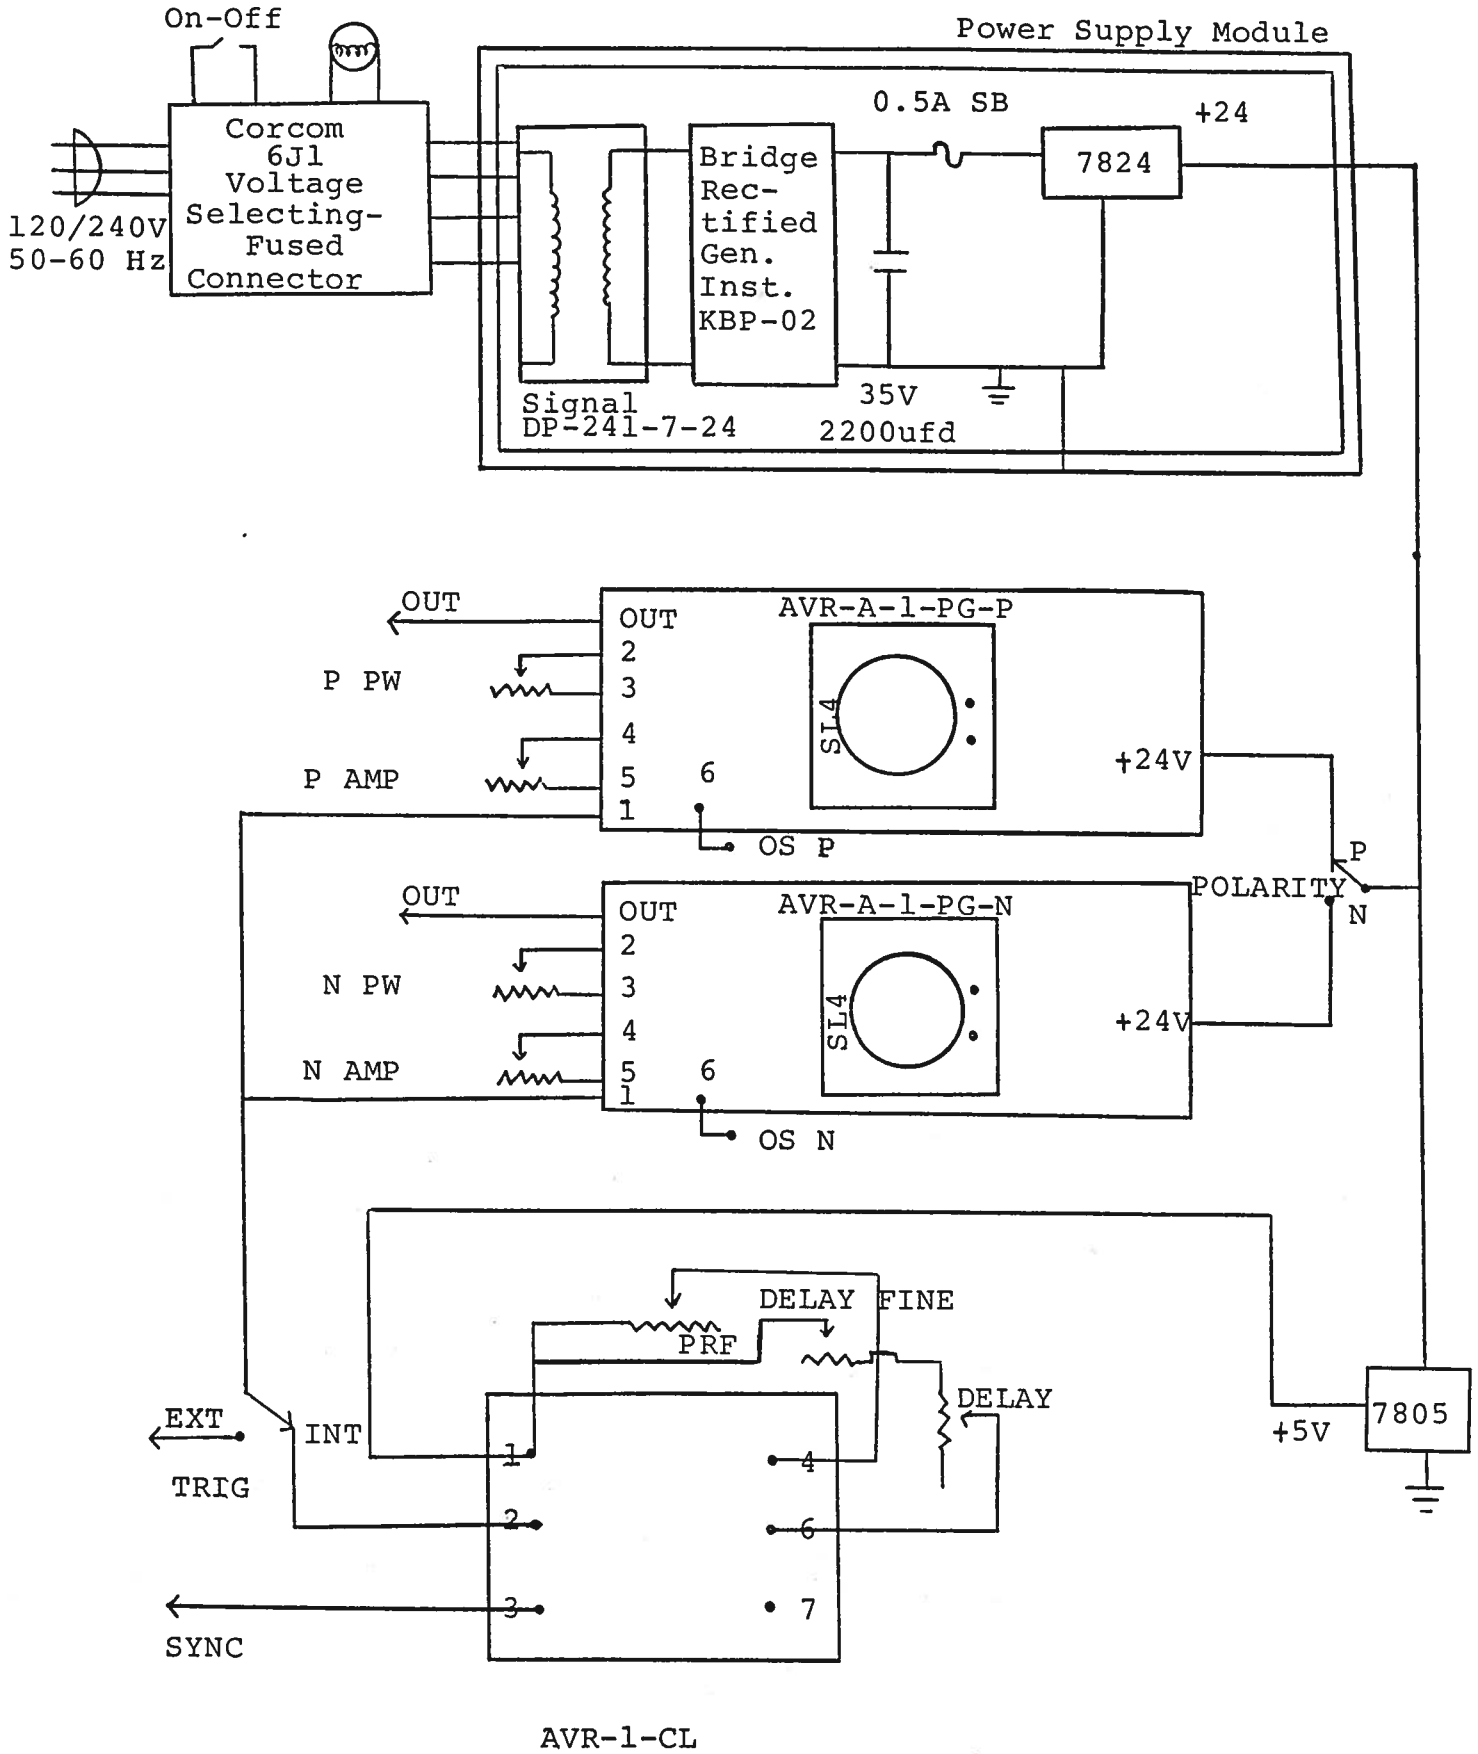 On-Off
Power Supply Module
Corcom
6J1
Voltage
Selecting-
Fused
Connector
120/240V
50-60 Hz
0.5A SB
+24
7824
Bridge
Rec-
tified
Gen.
Inst.
KBP-02
Signal
DP-241-7-24
35V
2200ufd
AVR-A-1-PG-P
OUT
OUT
2
P PW
3
SL4
4
+24V
P AMP
5
6
1
OS P
P
POLARITY
N
AVR-A-1-PG-N
OUT
OUT
2
N PW
3
SL4
4
+24V
N AMP
5
6
1
OS N
DELAY FINE
PRF
DELAY
EXT
INT
TRIG
+5V
7805
1
4
2
6
3
7
SYNC
AVR-1-CL